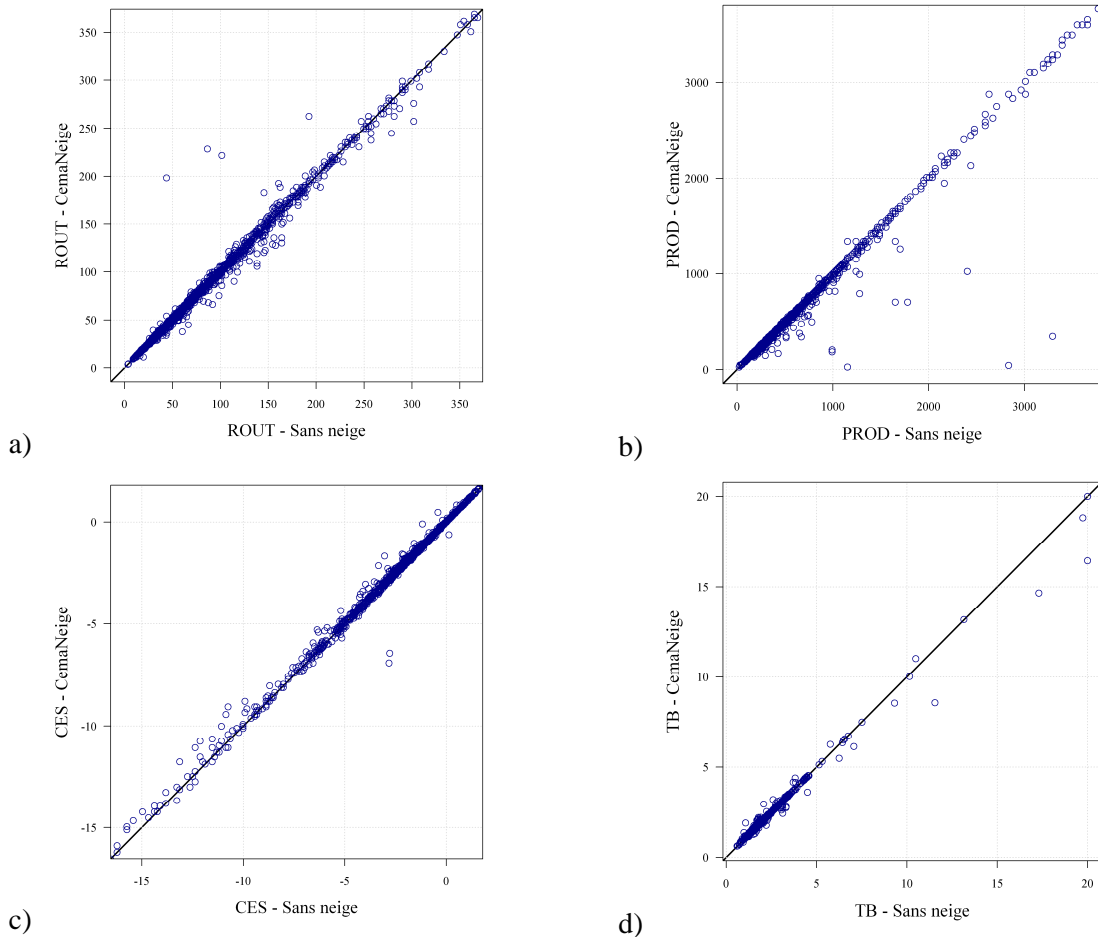 350
300
250
200
150
100
50
0
ROUT - CemaNeige
0 50 100 150 200 250 300 350
ROUT - Sans neige
a)
3000
2000
1000
0
PROD - CemaNeige
0 1000 2000 3000
PROD - Sans neige
b)
0
-5
-10
-15
CES - CemaNeige
-15 -10 -5 0
CES - Sans neige
c)
20
15
10
5
0
TB - CemaNeige
0 5 10 15 20
TB - Sans neige
d)